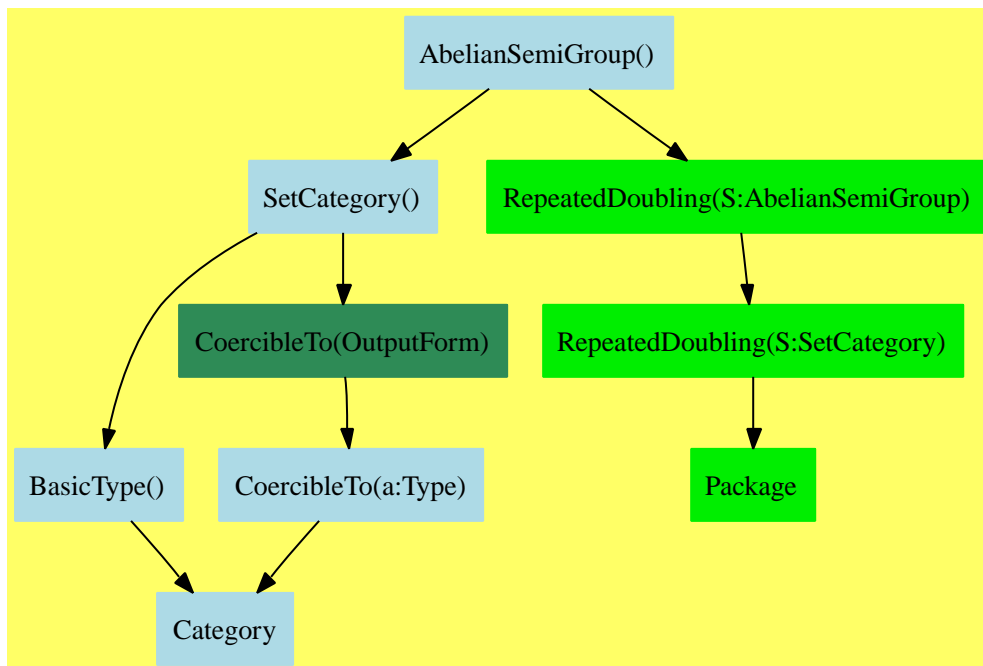 AbelianSemiGroup()
SetCategory()
RepeatedDoubling(S:AbelianSemiGroup)
CoercibleTo(OutputForm)
RepeatedDoubling(S:SetCategory)
BasicType()
CoercibleTo(a:Type)
Package
Category